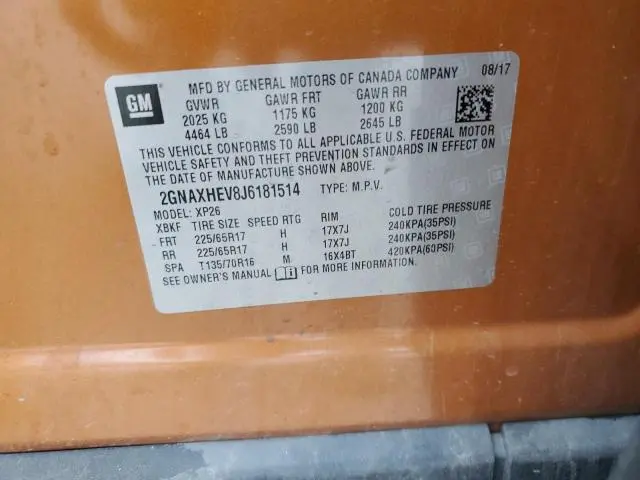 GM
MFD BY GENERAL MOTORS OF CANADA COMPANY 08/17
GVWR GAWR FRT GAWR RR
2025 KG 1175 KG 1200 KG
4464 LB 2590 LB 2645 LB
THIS VEHICLE CONFORMS TO ALL APPLICABLE U.S. FEDERAL MOTOR
VEHICLE SAFETY AND THEFT PREVENTION STANDARDS IN EFFECT ON
THE DATE OF MANUFACTURE SHOWN ABOVE.
2GNAXHEV8J6181514 TYPE: M.P.V.
MODEL: XP26
XBKF TIRE SIZE SPEED RTG RIM COLD TIRE PRESSURE
FRT 225/65R17 H 17X7J 240KPA(35PSI)
RR 225/65R17 H 17X7J 240KPA(35PSI)
SPA T135/70R16 M 16X4BT 420KPA(60PSI)
SEE OWNER'S MANUAL FOR MORE INFORMATION.